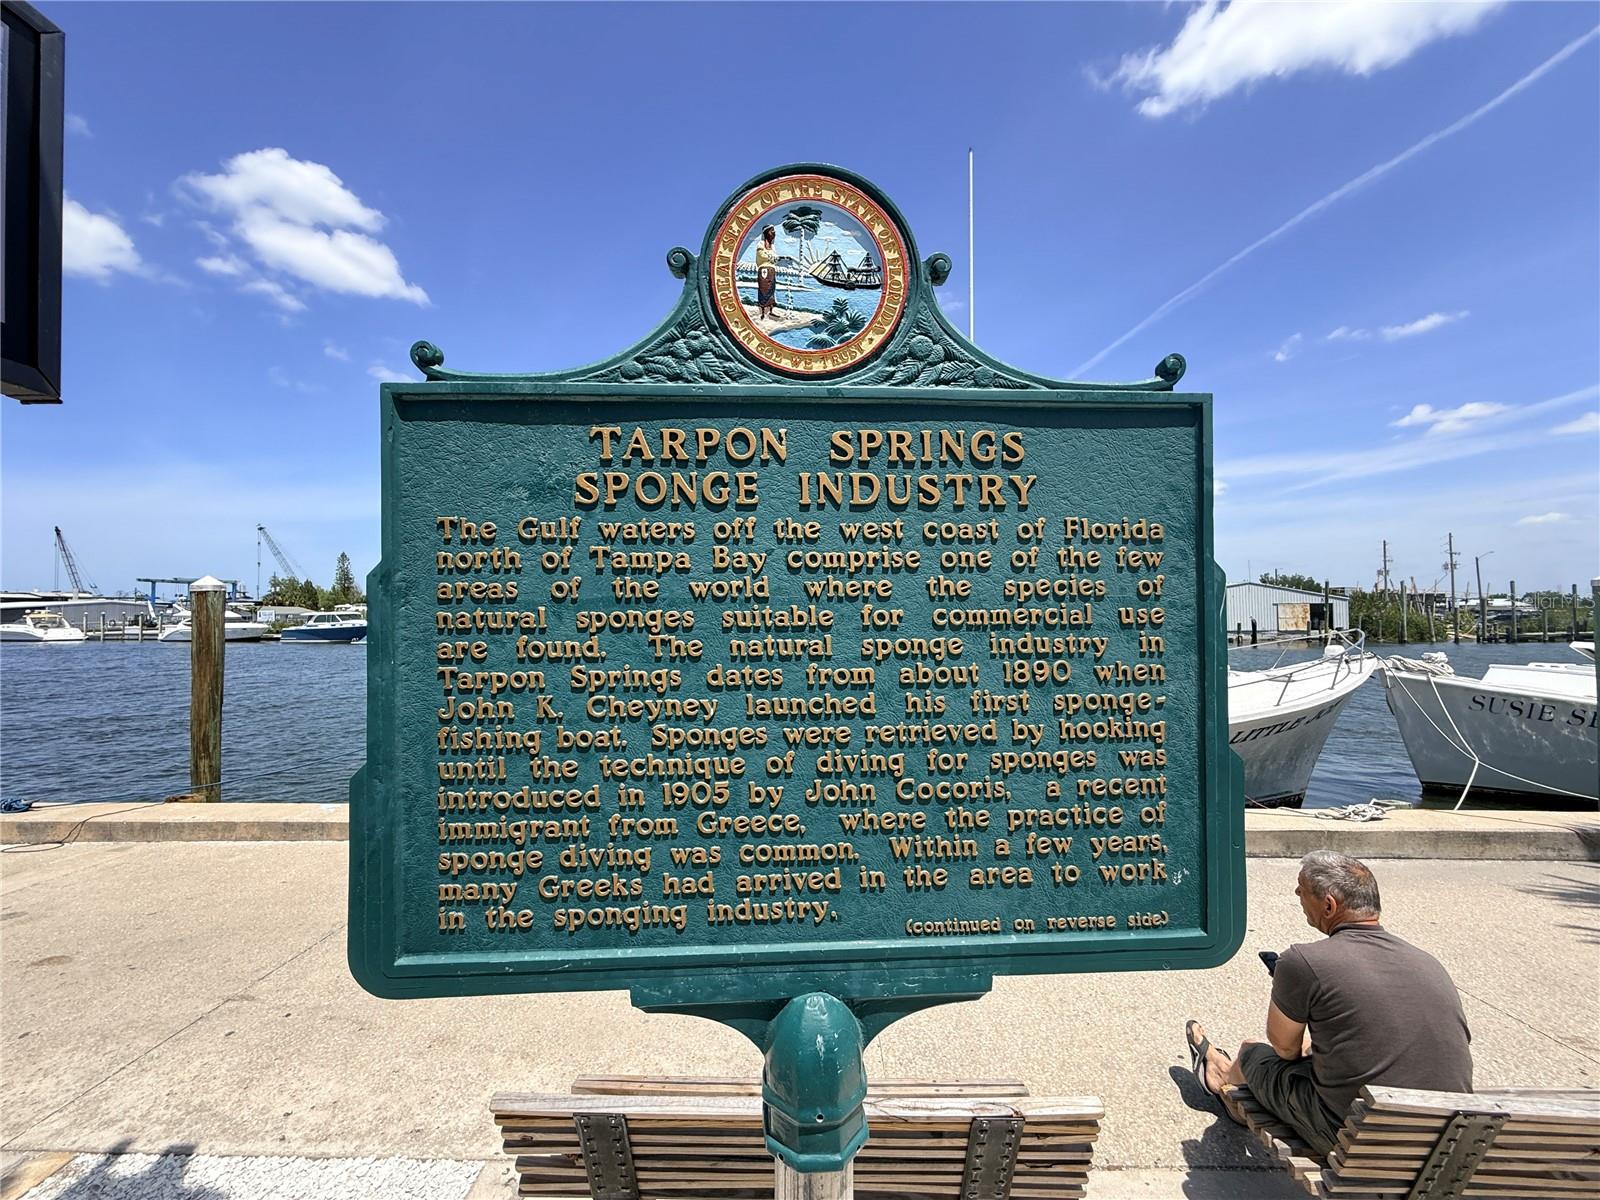 GREAT SEAL OF THE STATE OF FLORIDA
IN GOD WE TRUST
TARPON SPRINGS
SPONGE INDUSTRY
The Gulf waters off the west coast of Florida
north of Tampa Bay comprise one of the few
areas of the world where the species of
natural sponges suitable for commercial use
are found. The natural sponge industry in
Tarpon Springs dates from about 1890 when
John K. Cheyney launched his first sponge-
fishing boat. Sponges were retrieved by hooking
until the technique of diving for sponges was
introduced in 1905 by John Cocoris, a recent
immigrant from Greece, where the practice of
sponge diving was common. Within a few years,
many Greeks had arrived in the area to work
in the sponging industry.
(continued on reverse side)
LITTLE
SUSIE